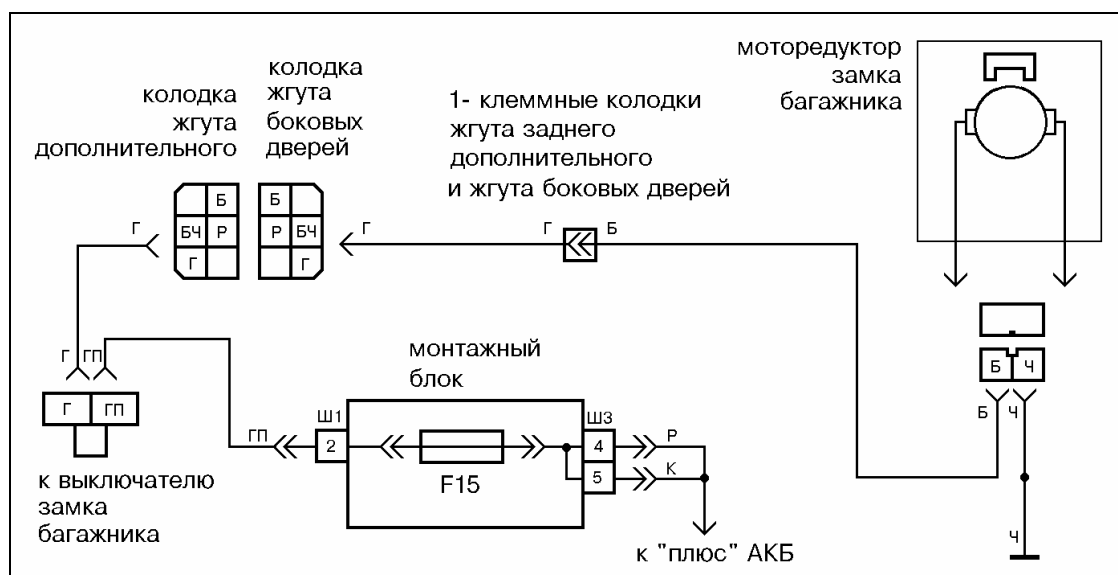 колодка
жгута
дополнительного
колодка
жгута
боковых
дверей
1- клеммные колодки
жгута заднего
дополнительного
и жгута боковых дверей
моторедуктор
замка
багажника
Б
БЧ Р
Г
Б
Р БЧ
Г
Г
Г
Г
Б
Г ГП
Г ГП
к выключателю
замка
багажника
монтажный
блок
ГП
Ш1
2
F15
Ш3
4
5
Р
К
к "плюс" АКБ
Б Ч
Б Ч
Ч